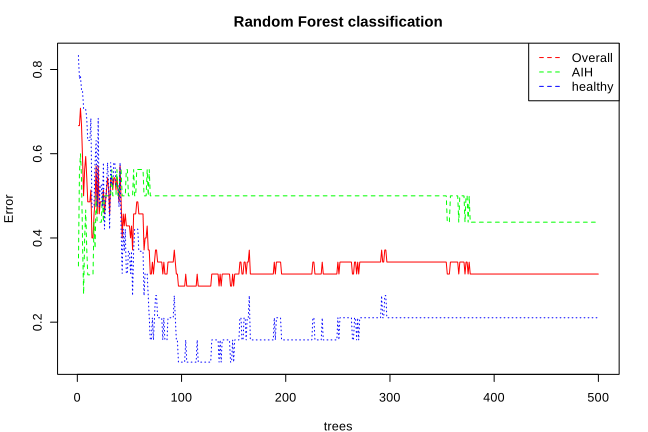 Random Forest classification
Overall
AIH
healthy
Error
0.8
0.6
0.4
0.2
0 100 200 300 400 500
trees